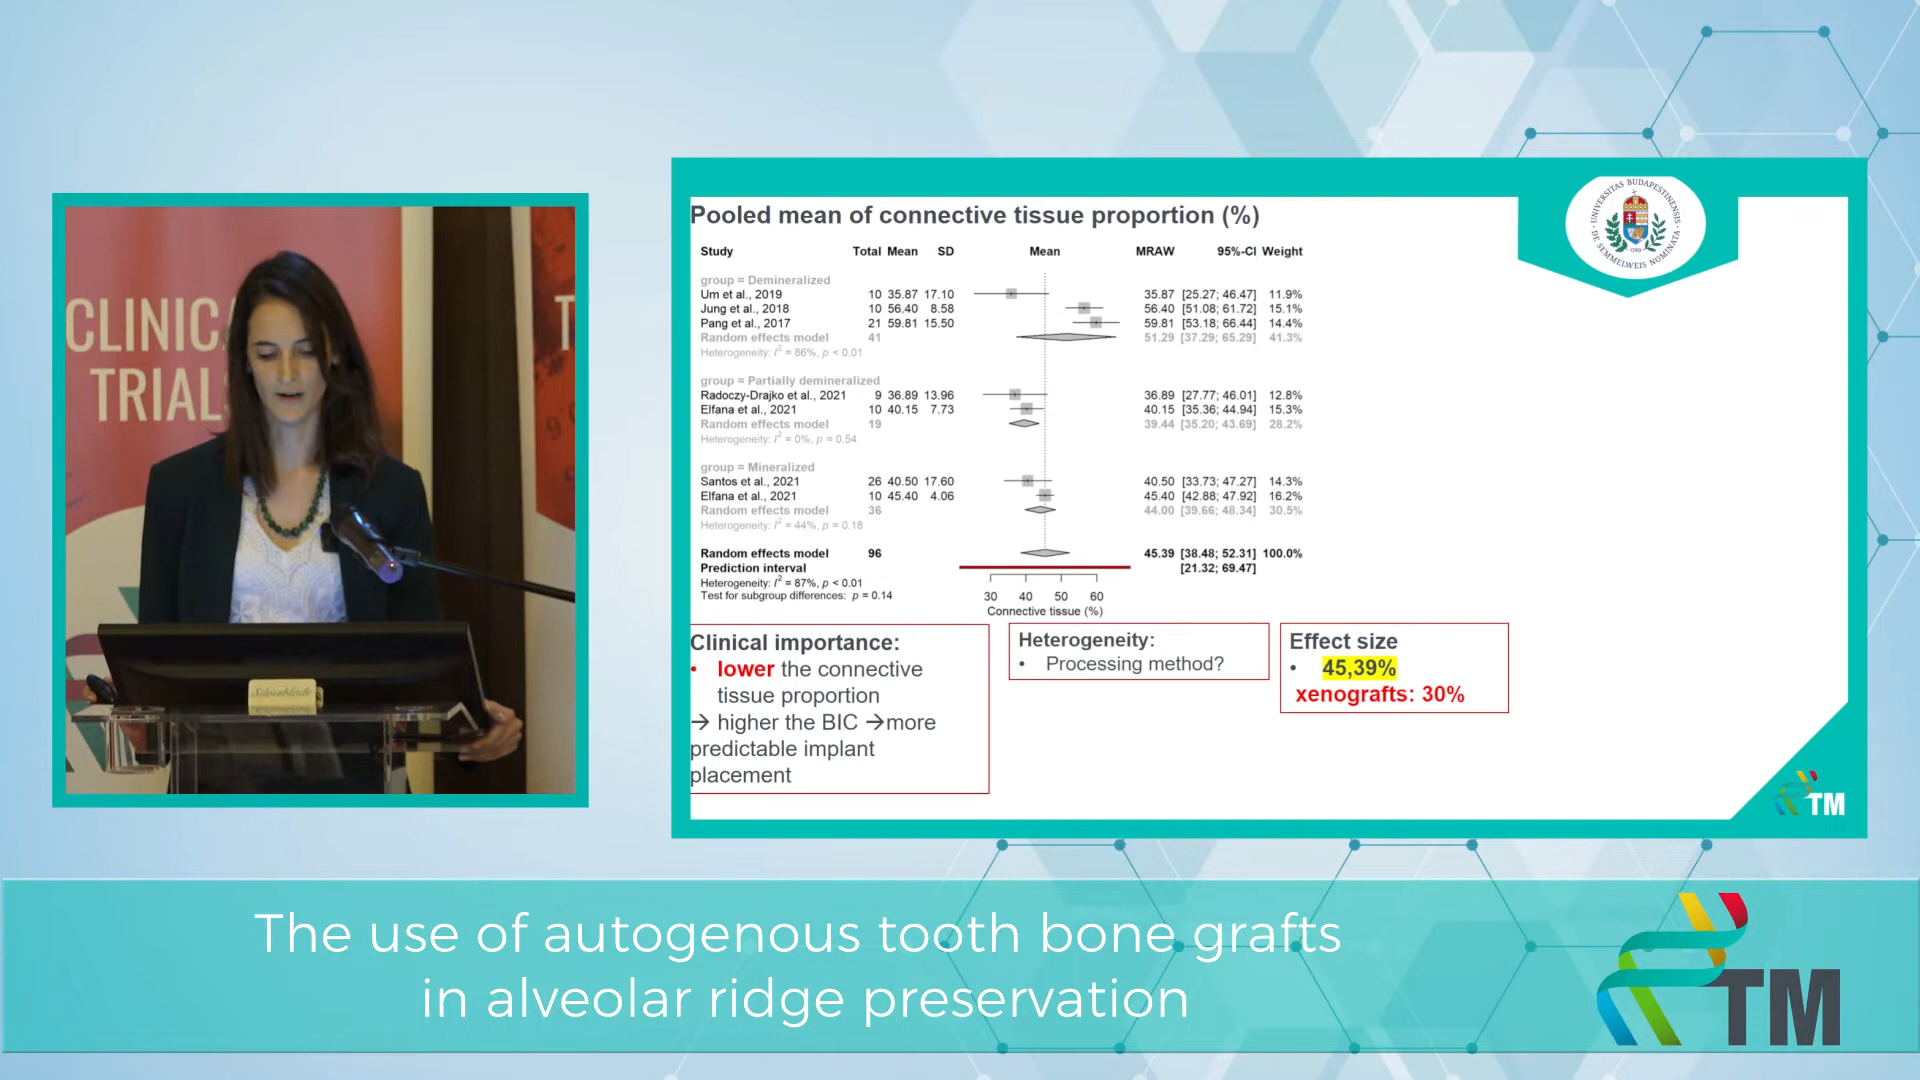 CLINICA
TRIALS
T
Silverblade
Pooled mean of connective tissue proportion (%)
Study Total Mean SD Mean MRAW 95%-CI Weight
group = Demineralized
Um et al., 2019 10 35.87 17.10 35.87 [25.27; 46.47] 11.9%
Jung et al., 2018 10 56.40 8.58 56.40 [51.08; 61.72] 15.1%
Pang et al., 2017 21 59.81 15.50 59.81 [53.18; 66.44] 14.4%
Random effects model 41 51.29 [37.29; 65.29] 41.3%
Heterogeneity: I² = 86%, p < 0.01
group = Partially demineralized
Radoczy-Drajko et al., 2021 9 36.89 13.96 36.89 [27.77; 46.01] 12.8%
Elfana et al., 2021 10 40.15 7.73 40.15 [35.36; 44.94] 15.3%
Random effects model 19 39.44 [35.20; 43.69] 28.2%
Heterogeneity: I² = 0%, p = 0.54
group = Mineralized
Santos et al., 2021 26 40.50 17.60 40.50 [33.73; 47.27] 14.3%
Elfana et al., 2021 10 45.40 4.06 45.40 [42.88; 47.92] 16.2%
Random effects model 36 44.00 [39.66; 48.34] 30.5%
Heterogeneity: I² = 44%, p = 0.18
Random effects model 96 45.39 [38.48; 52.31] 100.0%
Prediction interval [21.32; 69.47]
Heterogeneity: I² = 87%, p < 0.01
Test for subgroup differences: p = 0.14
30 40 50 60
Connective tissue (%)
Clinical importance:
• lower the connective
tissue proportion
→ higher the BIC →more
predictable implant
placement
Heterogeneity:
• Processing method?
Effect size
• 45,39%
xenografts: 30%
UNIVERSITAS BUDAPESTINENSIS
DE SEMMELWEIS NOMINATA
1769
TM
The use of autogenous tooth bone grafts
in alveolar ridge preservation
TM